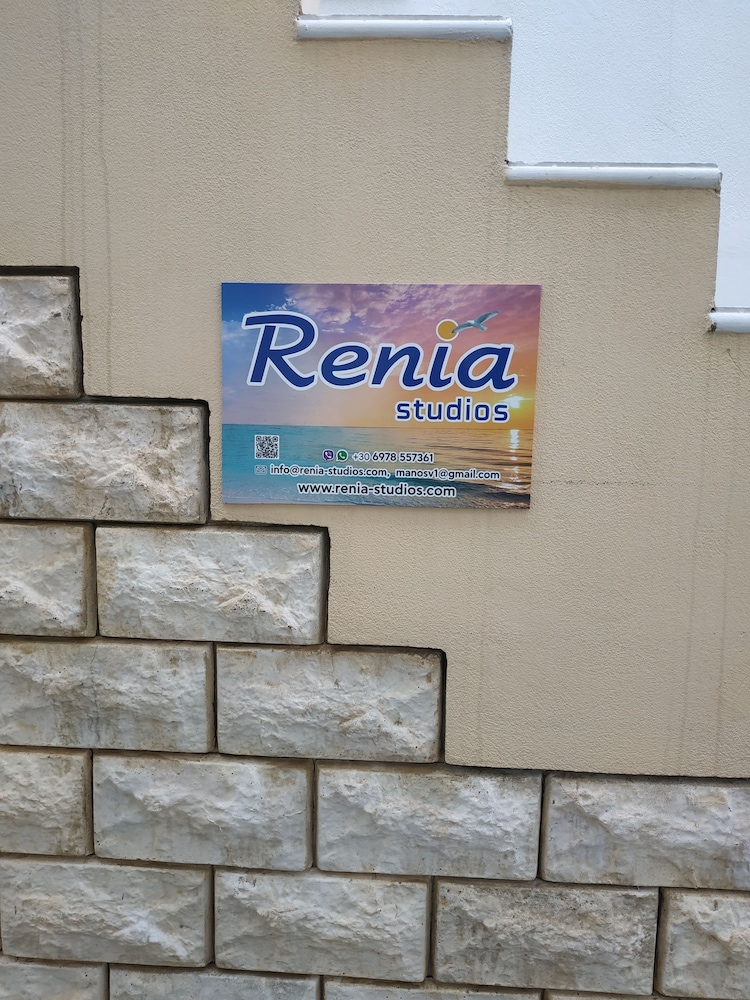 Renia
studios
+30 6978 557361
info@renia-studios.com, manosv1@gmail.com
www.renia-studios.com